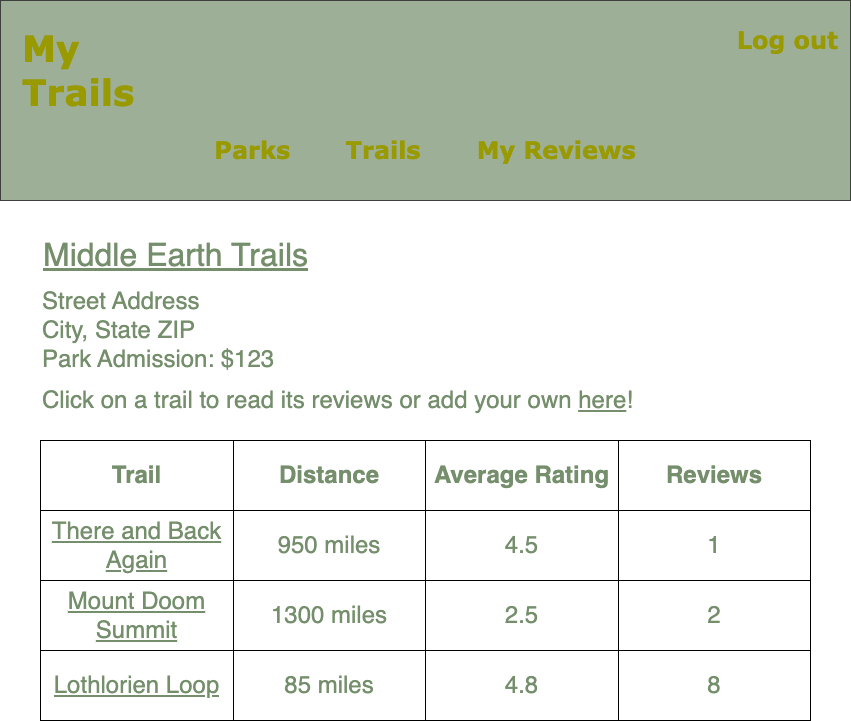 My
Trails
Log out
Parks Trails My Reviews
Middle Earth Trails
Street Address
City, State ZIP
Park Admission: $123
Click on a trail to read its reviews or add your own here!
Trail Distance Average Rating Reviews
There and Back
Again
950 miles 4.5 1
Mount Doom
Summit
1300 miles 2.5 2
Lothlorien Loop 85 miles 4.8 8